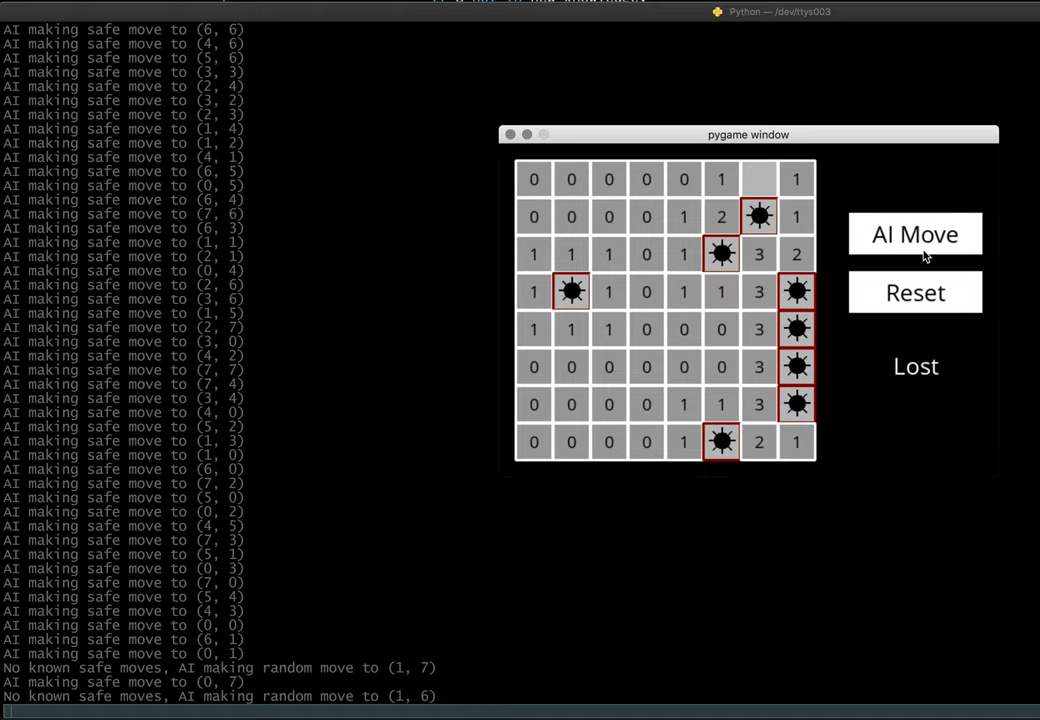 Python — /dev/ttys003
AI making safe move to (6, 6)
AI making safe move to (4, 6)
AI making safe move to (5, 6)
AI making safe move to (3, 3)
AI making safe move to (2, 4)
AI making safe move to (3, 2)
AI making safe move to (2, 3)
AI making safe move to (1, 4)
AI making safe move to (1, 2)
AI making safe move to (4, 1)
AI making safe move to (6, 5)
AI making safe move to (0, 5)
AI making safe move to (6, 4)
AI making safe move to (7, 6)
AI making safe move to (6, 3)
AI making safe move to (1, 1)
AI making safe move to (2, 1)
AI making safe move to (0, 4)
AI making safe move to (2, 6)
AI making safe move to (3, 6)
AI making safe move to (1, 5)
AI making safe move to (2, 7)
AI making safe move to (3, 0)
AI making safe move to (4, 2)
AI making safe move to (7, 7)
AI making safe move to (7, 4)
AI making safe move to (3, 4)
AI making safe move to (4, 0)
AI making safe move to (5, 2)
AI making safe move to (1, 3)
AI making safe move to (1, 0)
AI making safe move to (6, 0)
AI making safe move to (7, 2)
AI making safe move to (5, 0)
AI making safe move to (0, 2)
AI making safe move to (4, 5)
AI making safe move to (7, 3)
AI making safe move to (5, 1)
AI making safe move to (0, 3)
AI making safe move to (7, 0)
AI making safe move to (5, 4)
AI making safe move to (4, 3)
AI making safe move to (0, 0)
AI making safe move to (6, 1)
AI making safe move to (0, 1)
No known safe moves, AI making random move to (1, 7)
AI making safe move to (0, 7)
No known safe moves, AI making random move to (1, 6)
pygame window
0 0 0 0 0 1 1
0 0 0 0 1 2 1
1 1 1 0 1 3 2
1 1 0 1 1 3
1 1 1 0 0 0 3
0 0 0 0 0 0 3
0 0 0 0 1 1 3
0 0 0 0 1 2 1
AI Move
Reset
Lost